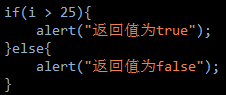 if(i > 25){
    alert("返回值为true");
}else{
    alert("返回值为false");
}